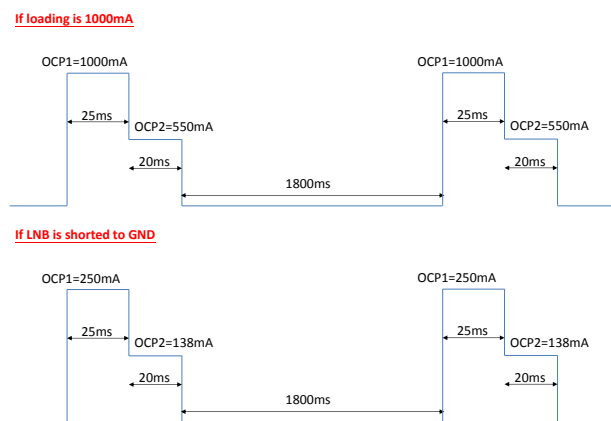 If loading is 1000mA
OCP1=1000mA
OCP1=1000mA
25ms
25ms
OCP2=550mA
OCP2=550mA
20ms
20ms
1800ms
If LNB is shorted to GND
OCP1=250mA
OCP1=250mA
25ms
25ms
OCP2=138mA
OCP2=138mA
20ms
20ms
1800ms